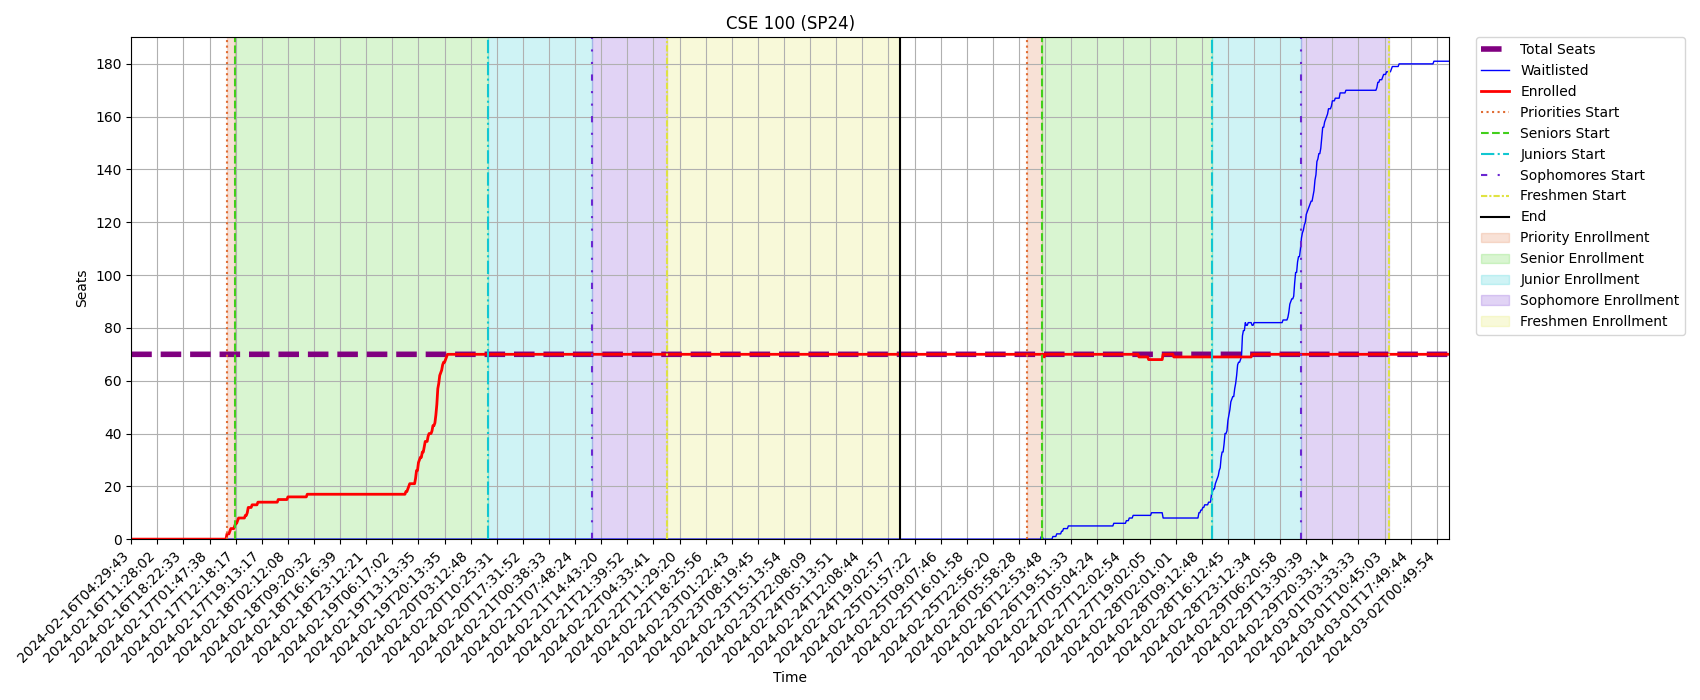 CSE 100 (SP24)
Seats
180
160
140
120
100
80
60
40
20
0
2024-02-16T04:29:43
2024-02-16T11:28:02
2024-02-16T18:22:33
2024-02-17T01:47:38
2024-02-17T12:18:17
2024-02-17T19:13:17
2024-02-18T02:12:08
2024-02-18T09:20:32
2024-02-18T16:16:39
2024-02-18T23:12:21
2024-02-19T06:17:02
2024-02-19T13:13:35
2024-02-19T20:13:35
2024-02-20T03:12:48
2024-02-20T10:25:31
2024-02-20T17:31:52
2024-02-21T00:38:33
2024-02-21T07:48:24
2024-02-21T14:43:20
2024-02-21T21:39:52
2024-02-22T04:33:41
2024-02-22T11:29:20
2024-02-22T18:25:56
2024-02-23T01:22:43
2024-02-23T08:19:45
2024-02-23T15:13:54
2024-02-23T22:08:09
2024-02-24T05:13:51
2024-02-24T12:08:44
2024-02-24T19:02:57
2024-02-25T01:57:22
2024-02-25T09:07:46
2024-02-25T16:01:58
2024-02-25T22:56:20
2024-02-26T05:58:28
2024-02-26T12:53:48
2024-02-26T19:51:33
2024-02-27T05:04:24
2024-02-27T12:02:54
2024-02-27T19:02:05
2024-02-28T02:01:01
2024-02-28T09:12:48
2024-02-28T16:12:45
2024-02-28T23:12:34
2024-02-29T06:20:58
2024-02-29T13:30:39
2024-02-29T20:33:14
2024-03-01T03:33:33
2024-03-01T10:45:03
2024-03-01T17:49:44
2024-03-02T00:49:54
Time
Total Seats
Waitlisted
Enrolled
Priorities Start
Seniors Start
Juniors Start
Sophomores Start
Freshmen Start
End
Priority Enrollment
Senior Enrollment
Junior Enrollment
Sophomore Enrollment
Freshmen Enrollment